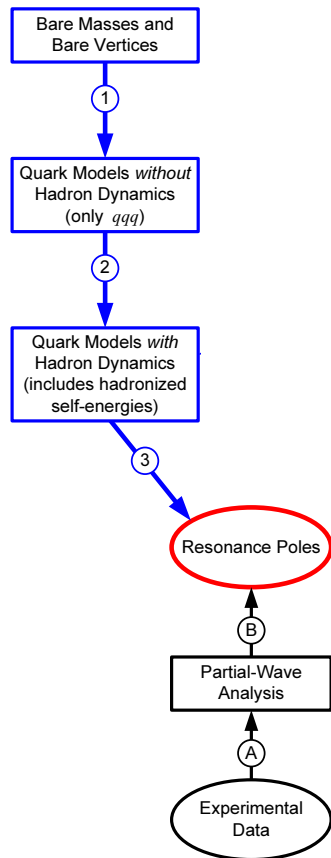 Bare Masses and
Bare Vertices
1
Quark Models without
Hadron Dynamics
(only qqq)
2
Quark Models with
Hadron Dynamics
(includes hadronized
self-energies)
3
Resonance Poles
B
Partial-Wave
Analysis
A
Experimental
Data